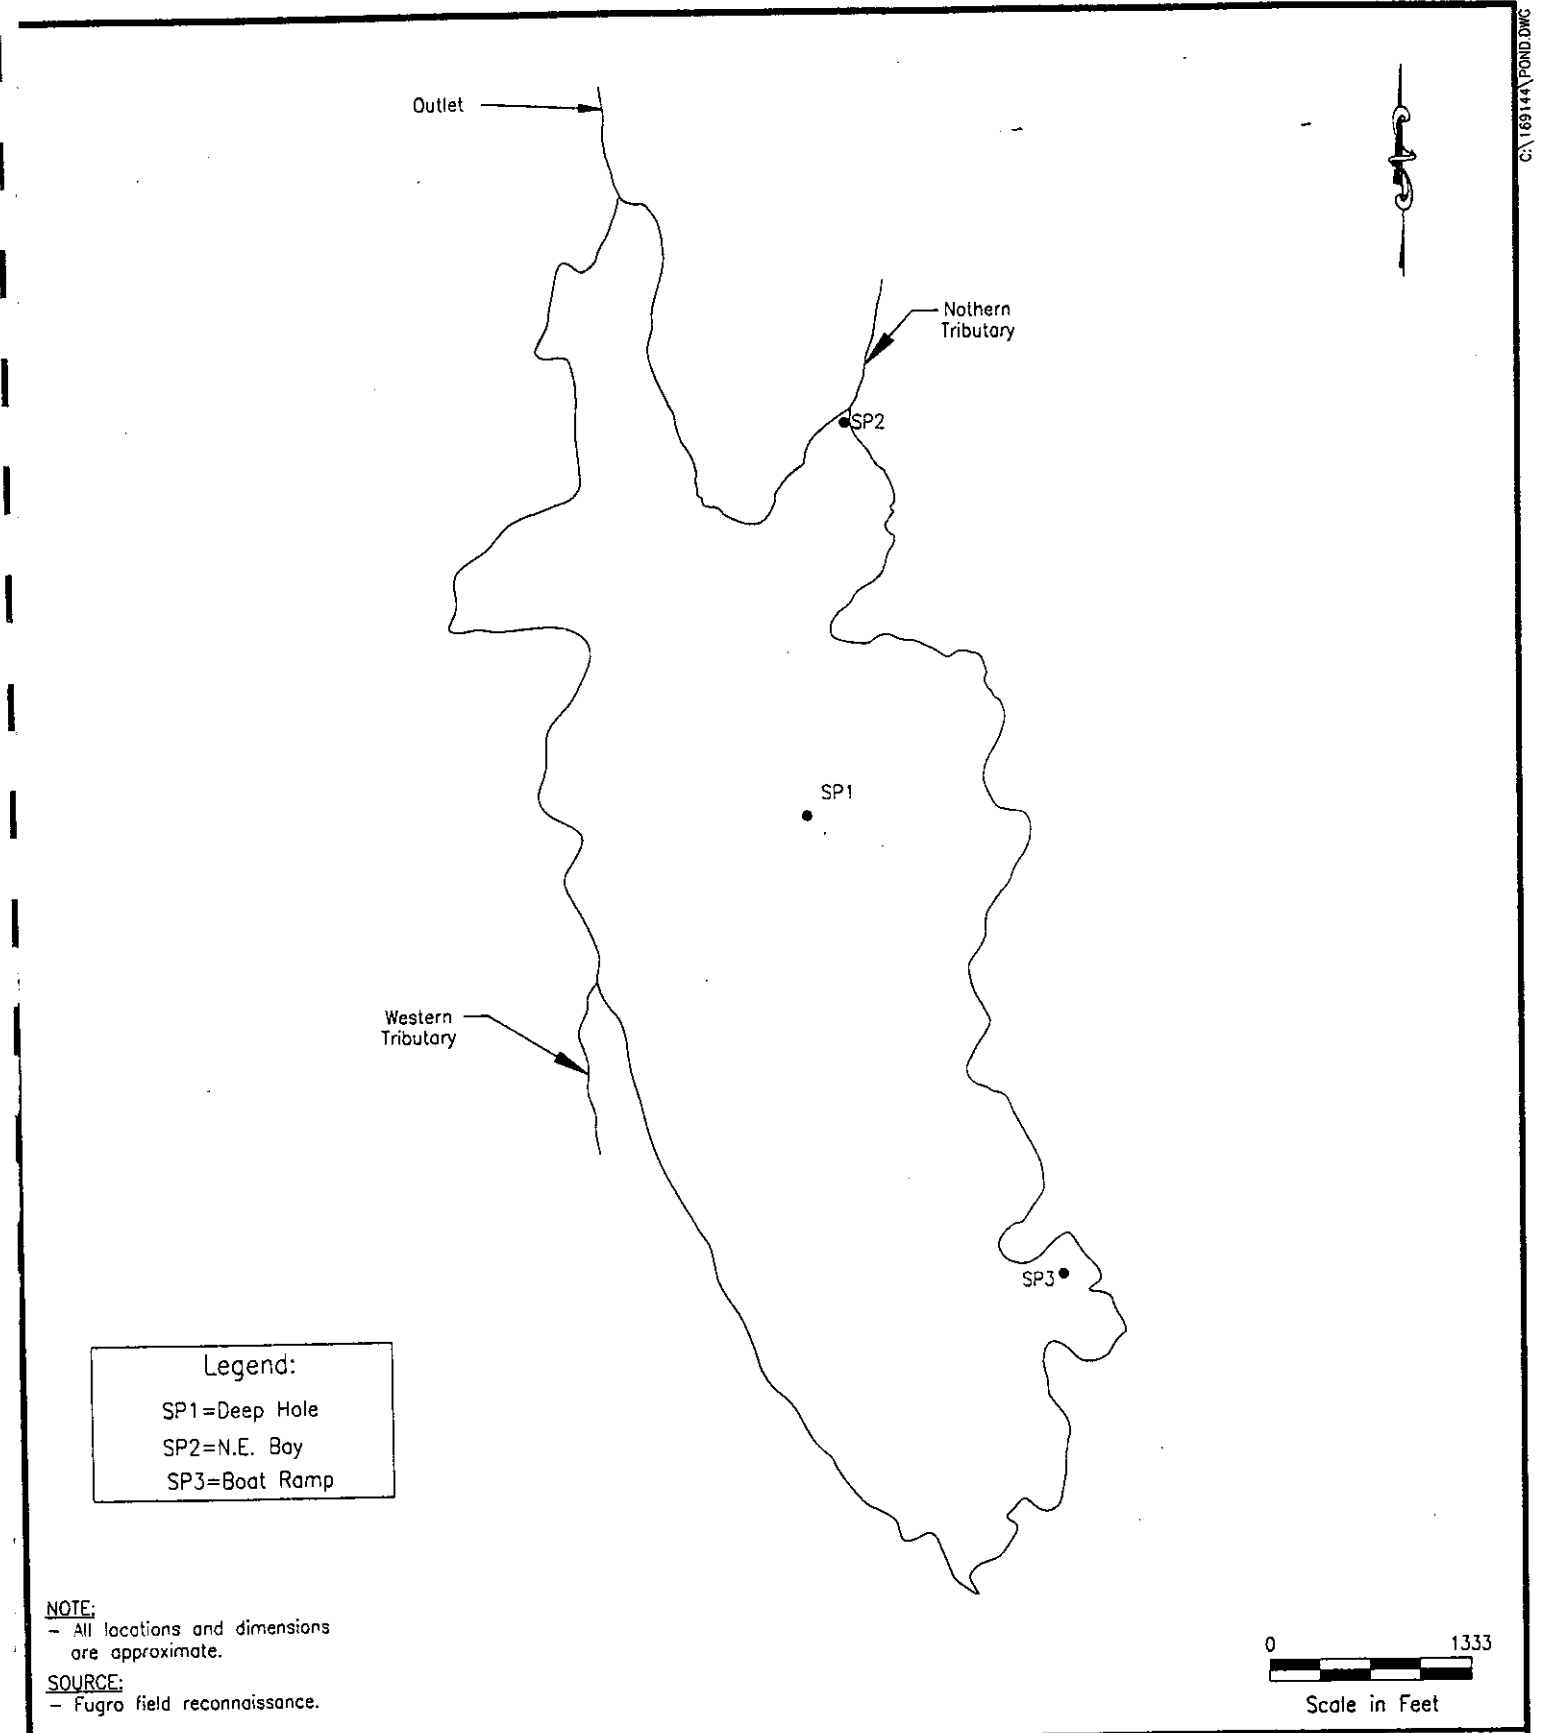 C:\169144\POND.DWG
Outlet
Nothern
Tributary
SP2
SP1
Western
Tributary
SP3
Legend:
SP1=Deep Hole
SP2=N.E. Bay
SP3=Boat Ramp
NOTE:
- All locations and dimensions
are approximate.
SOURCE:
- Fugro field reconnaissance.
0 1333
Scale in Feet